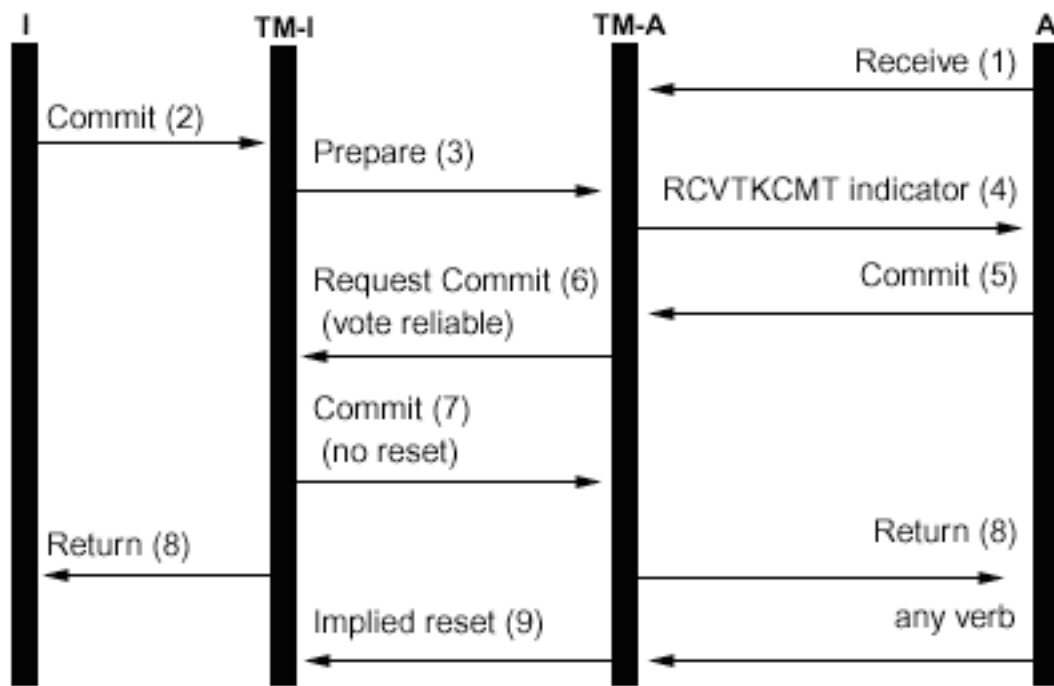 I
TM-I
TM-A
A
Receive (1)
Commit (2)
Prepare (3)
RCVTKCMT indicator (4)
Commit (5)
Request Commit (6)
(vote reliable)
Commit (7)
(no reset)
Return (8)
Return (8)
Implied reset (9)
any verb